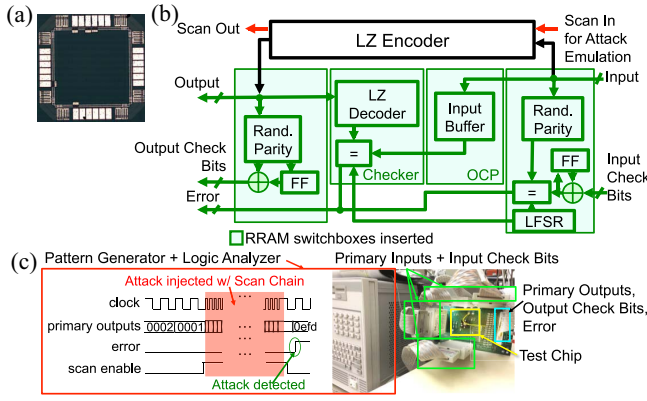 (a)
(b)
Scan Out
LZ Encoder
Scan In
for Attack
Emulation
Output
Input
LZ
Decoder
Input
Buffer
Rand.
Parity
Rand.
Parity
Output Check
Bits
FF
=
Checker
OCP
=
FF
Input
Check
Bits
Error
LFSR
RRAM switchboxes inserted
(c)
Pattern Generator + Logic Analyzer
Primary Inputs + Input Check Bits
Attack injected w/ Scan Chain
clock
primary outputs
0002 0001
0efd
error
scan enable
Attack detected
Primary Outputs,
Output Check Bits,
Error
Test Chip